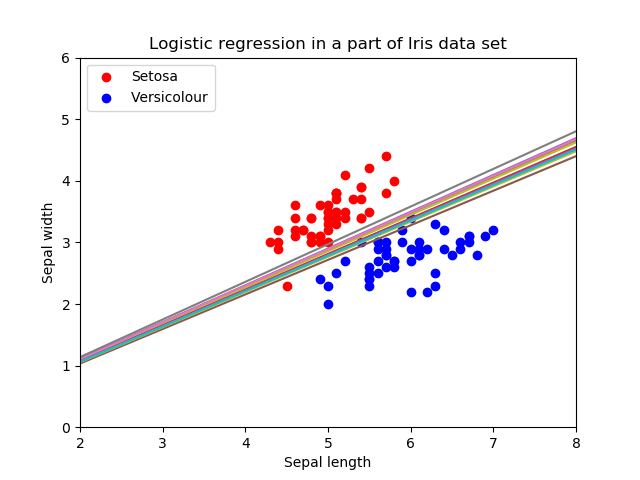 Logistic regression in a part of Iris data set
Setosa
Versicolour
Sepal width
6
5
4
3
2
1
0
2 3 4 5 6 7 8
Sepal length